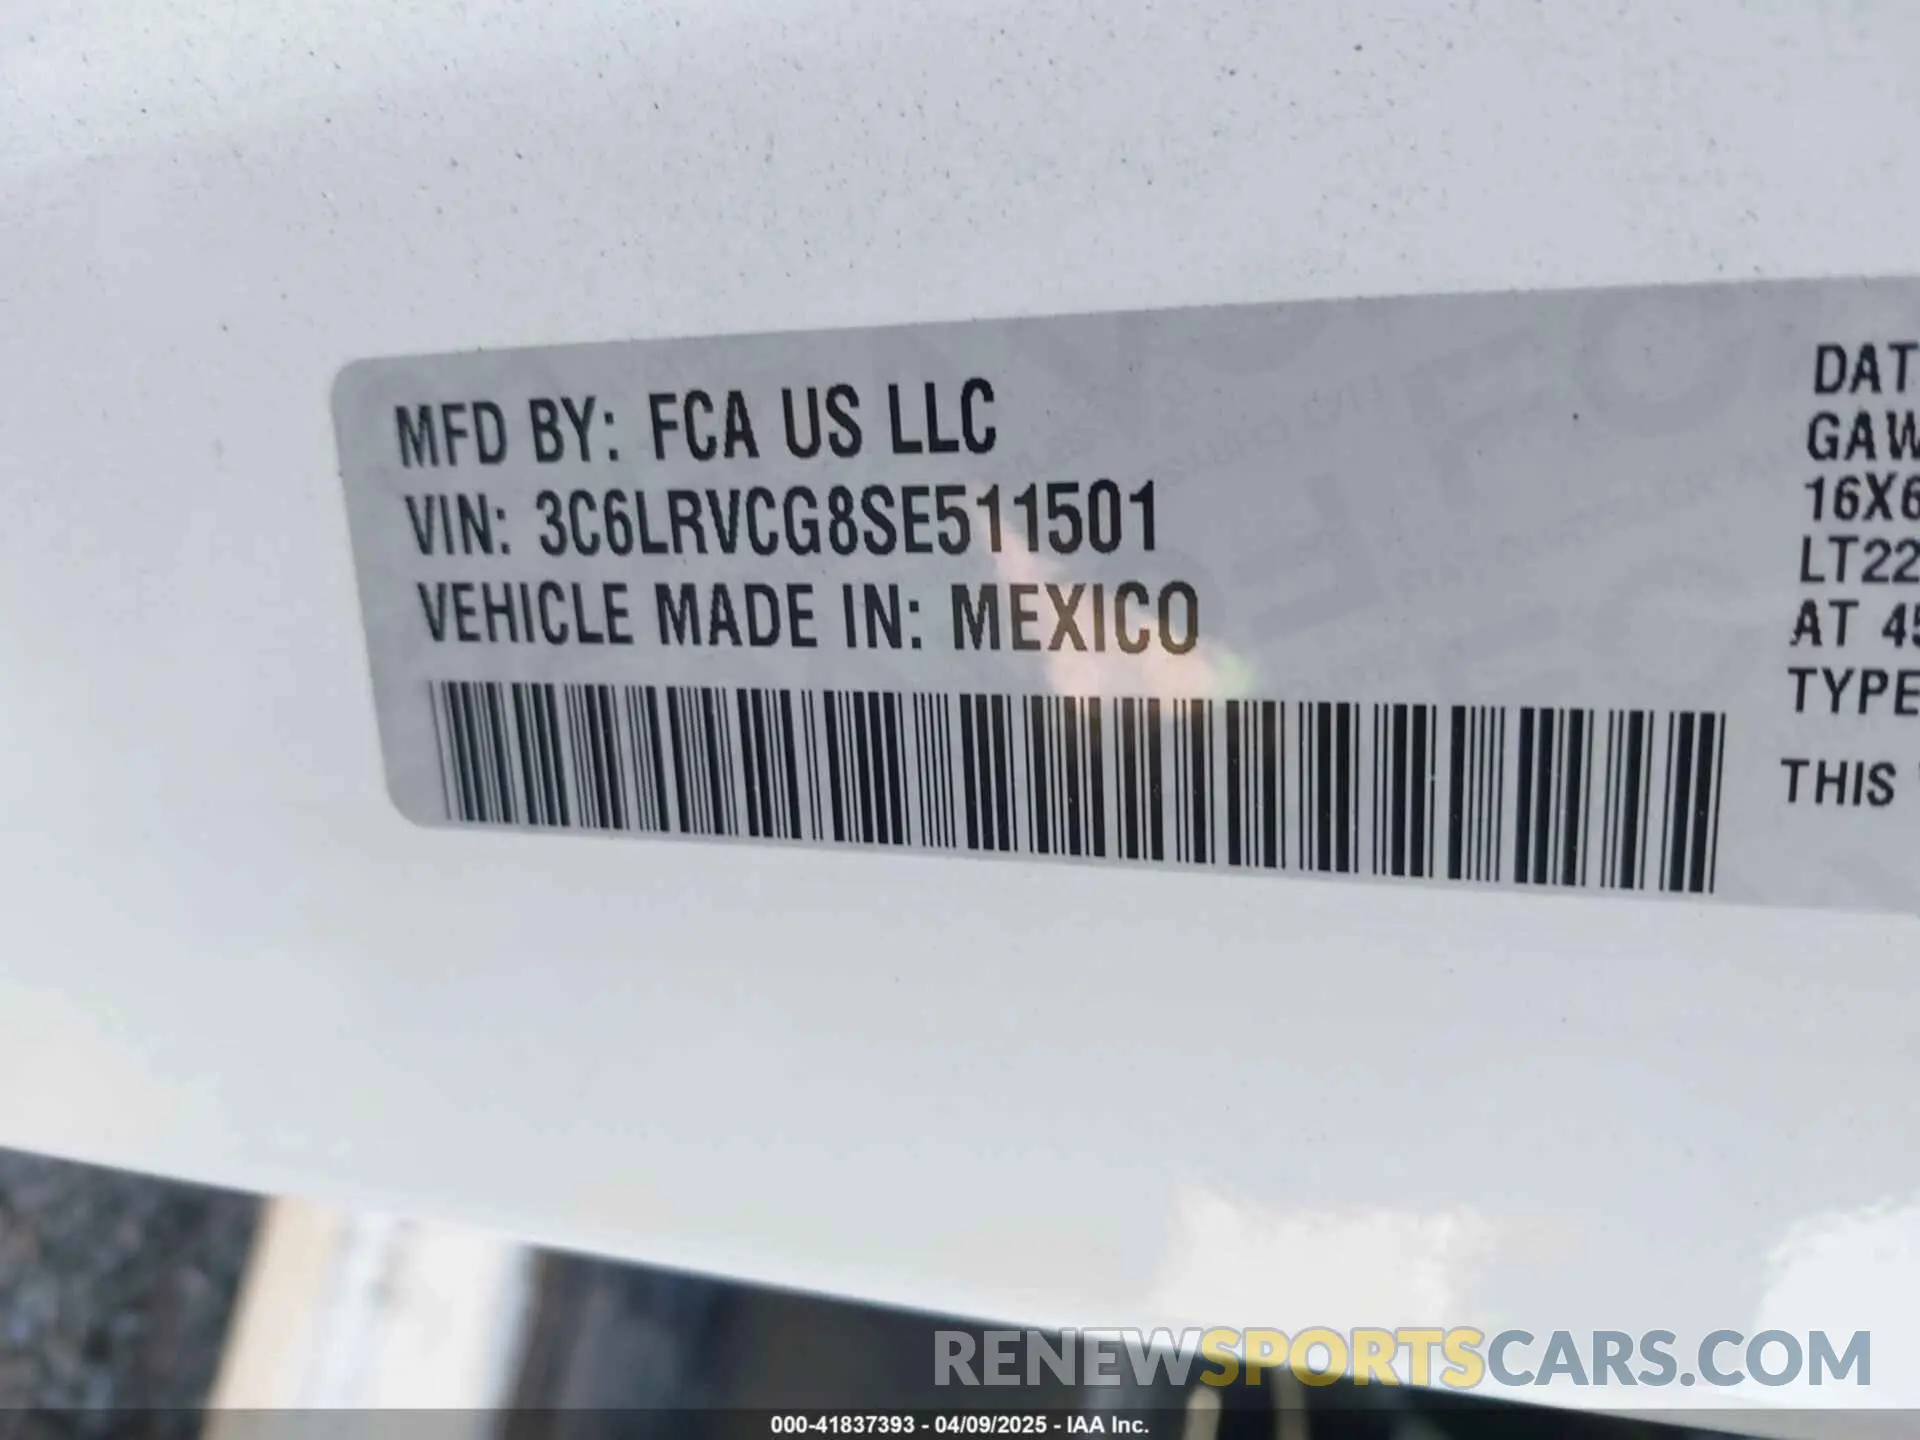 MFD BY: FCA US LLC
VIN: 3C6LRVCG8SE511501
VEHICLE MADE IN: MEXICO
DAT
GAW
16X6
LT22
AT 45
TYPE
THIS
RENEWSPORTSCARS.COM
000-41837393 - 04/09/2025 - IAA Inc.